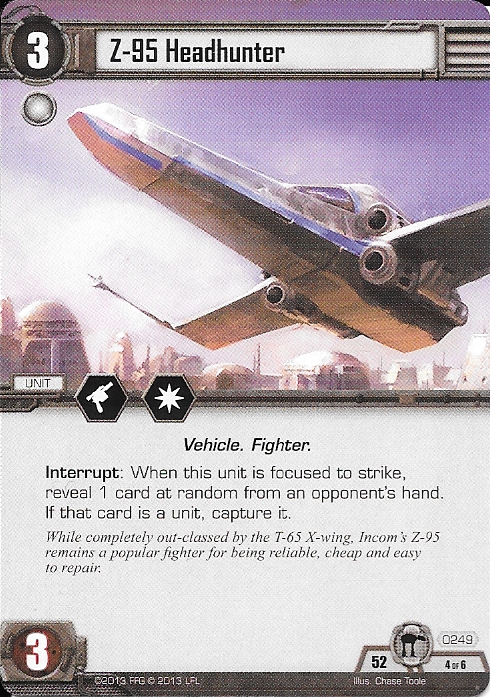 3
Z-95 Headhunter
UNIT
Vehicle. Fighter.
Interrupt: When this unit is focused to strike,
reveal 1 card at random from an opponent's hand.
If that card is a unit, capture it.
While completely out-classed by the T-65 X-wing, Incom's Z-95
remains a popular fighter for being reliable, cheap and easy
to repair.
3
52
0249
4 OF 6
©2013 FFG © 2013 LFL
Illus. Chase Toole